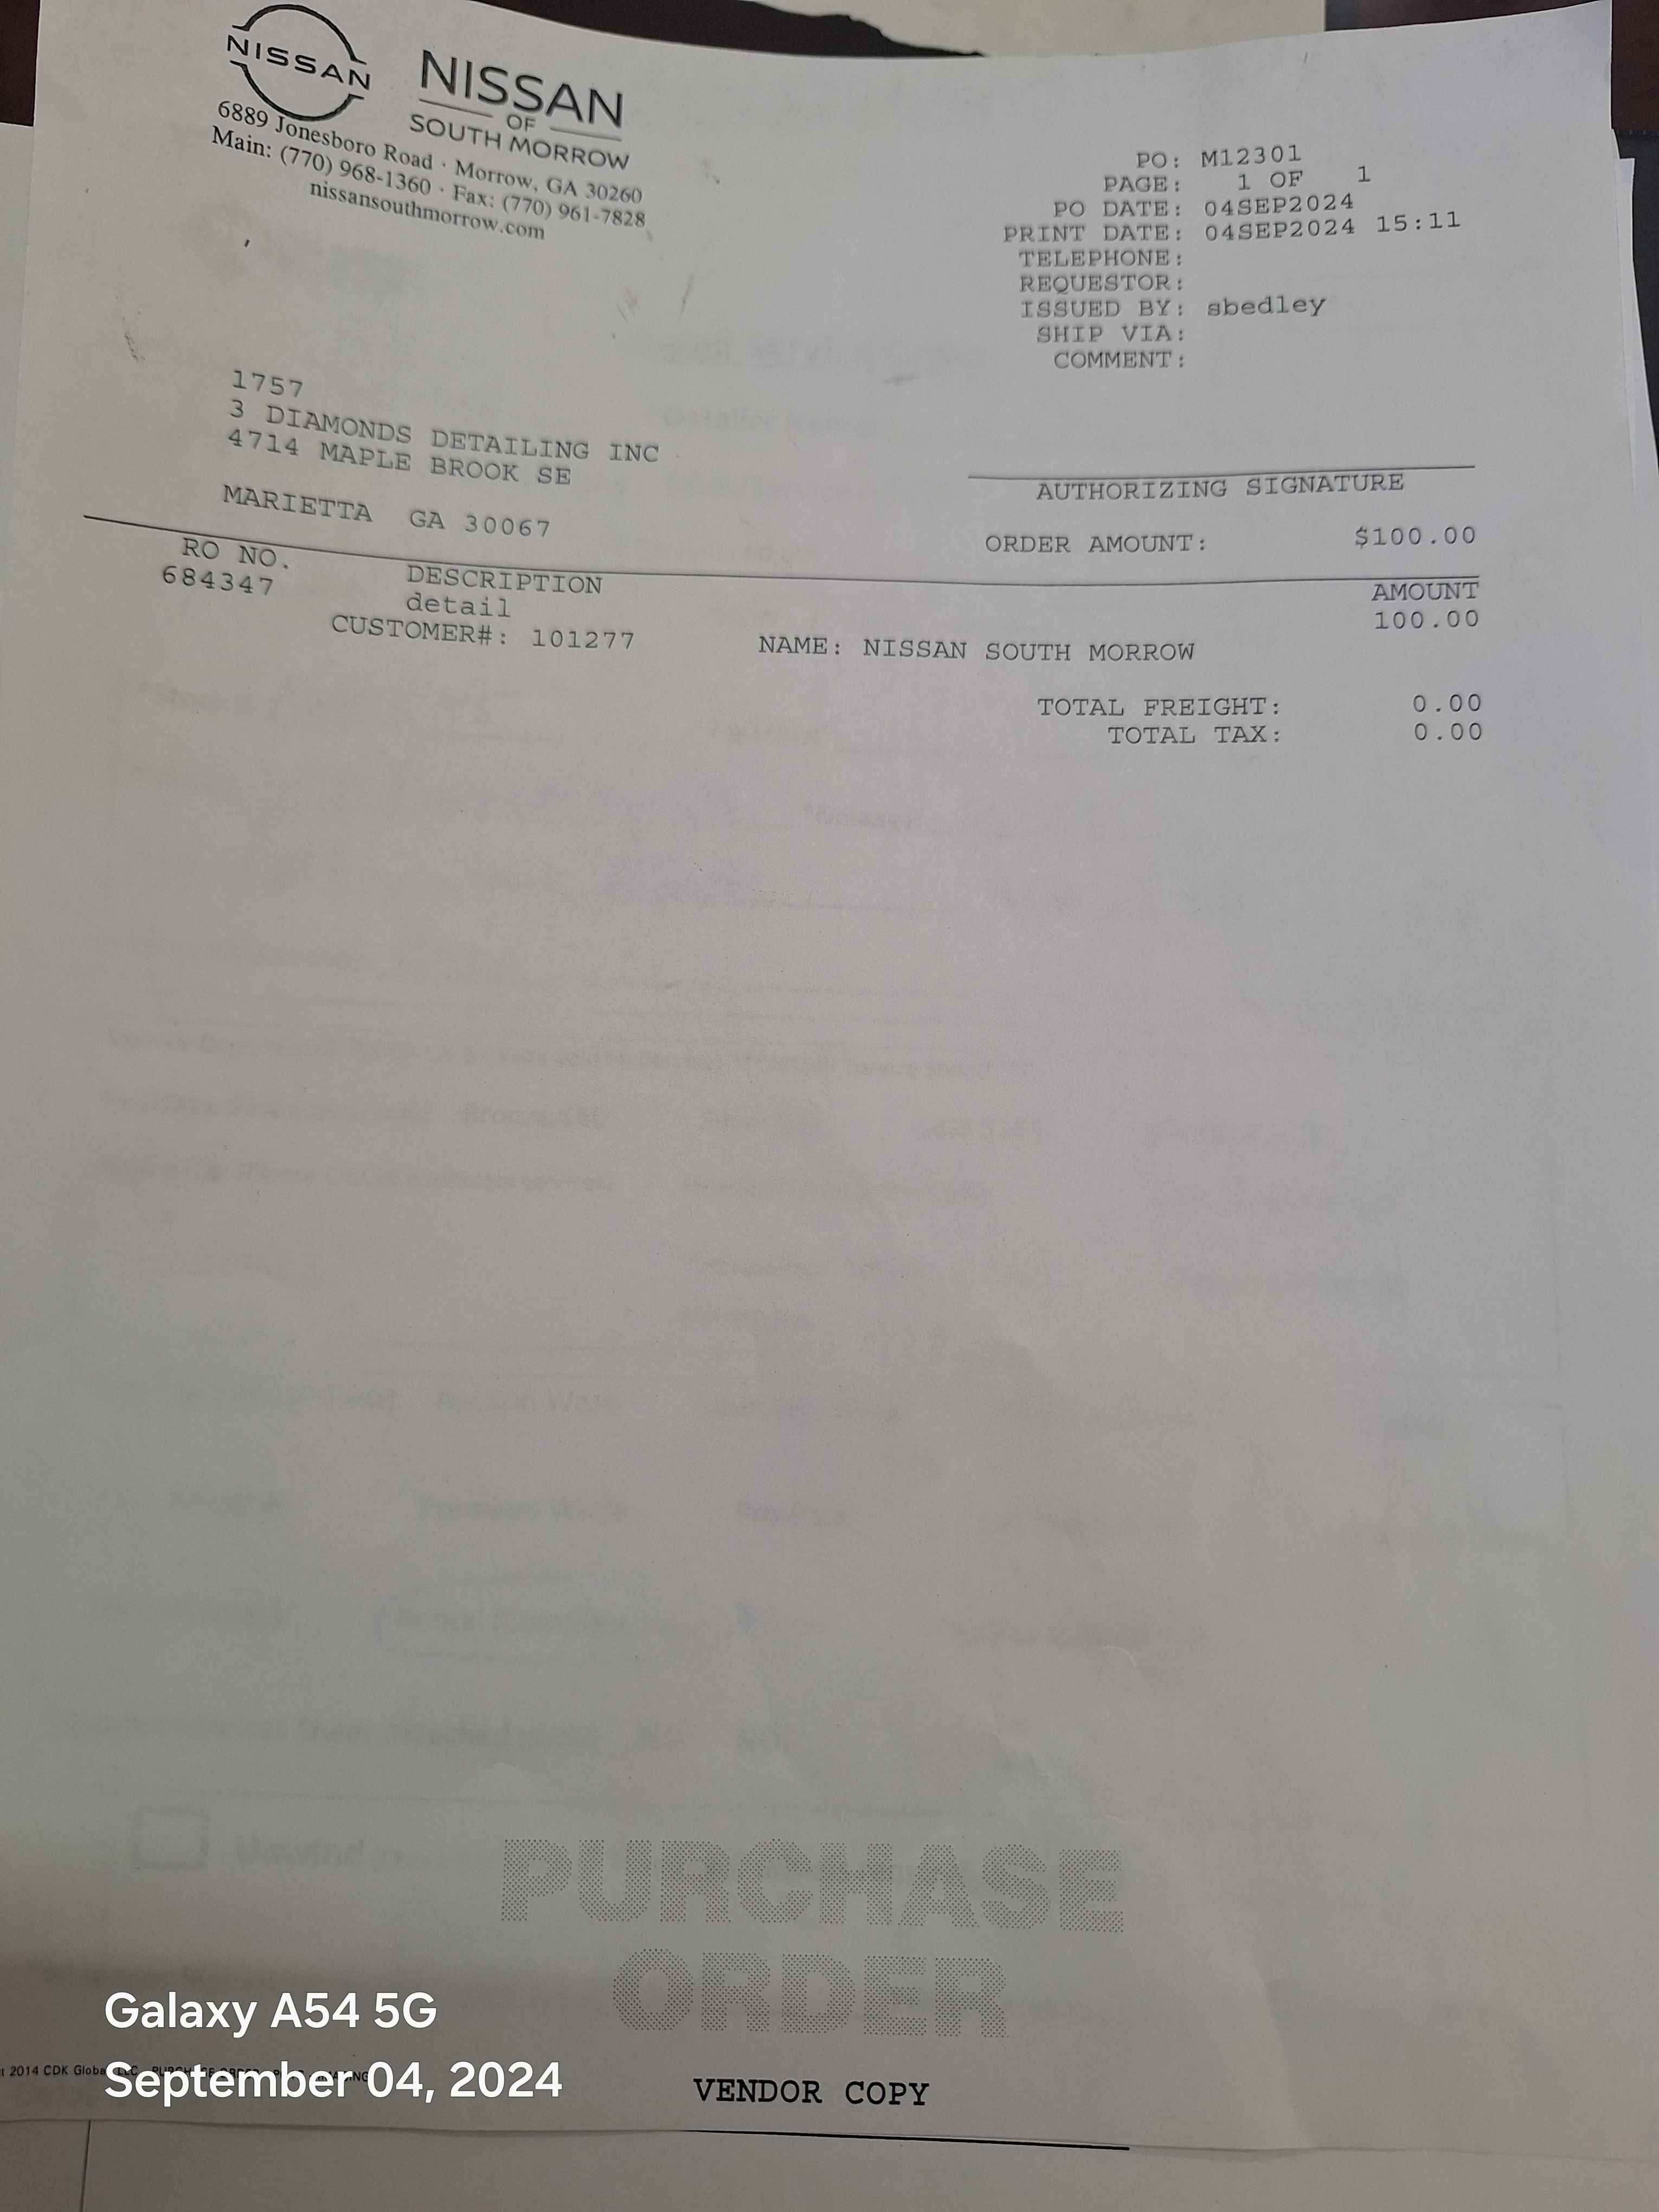 NISSAN
NISSAN
OF
SOUTH MORROW
6889 Jonesboro Road · Morrow, GA 30260
Main: (770) 968-1360 · Fax: (770) 961-7828
nissansouthmorrow.com
PO: M12301
PAGE: 1 OF 1
PO DATE: 04SEP2024
PRINT DATE: 04SEP2024 15:11
TELEPHONE:
REQUESTOR:
ISSUED BY: sbedley
SHIP VIA:
COMMENT:
1757
3 DIAMONDS DETAILING INC
4714 MAPLE BROOK SE
MARIETTA GA 30067
AUTHORIZING SIGNATURE
ORDER AMOUNT: $100.00
RO NO. DESCRIPTION AMOUNT
684347 detail 100.00
CUSTOMER#: 101277 NAME: NISSAN SOUTH MORROW
TOTAL FREIGHT: 0.00
TOTAL TAX: 0.00
PURCHASE
ORDER
Galaxy A54 5G
2014 CDK Global LLC
September 04, 2024
VENDOR COPY